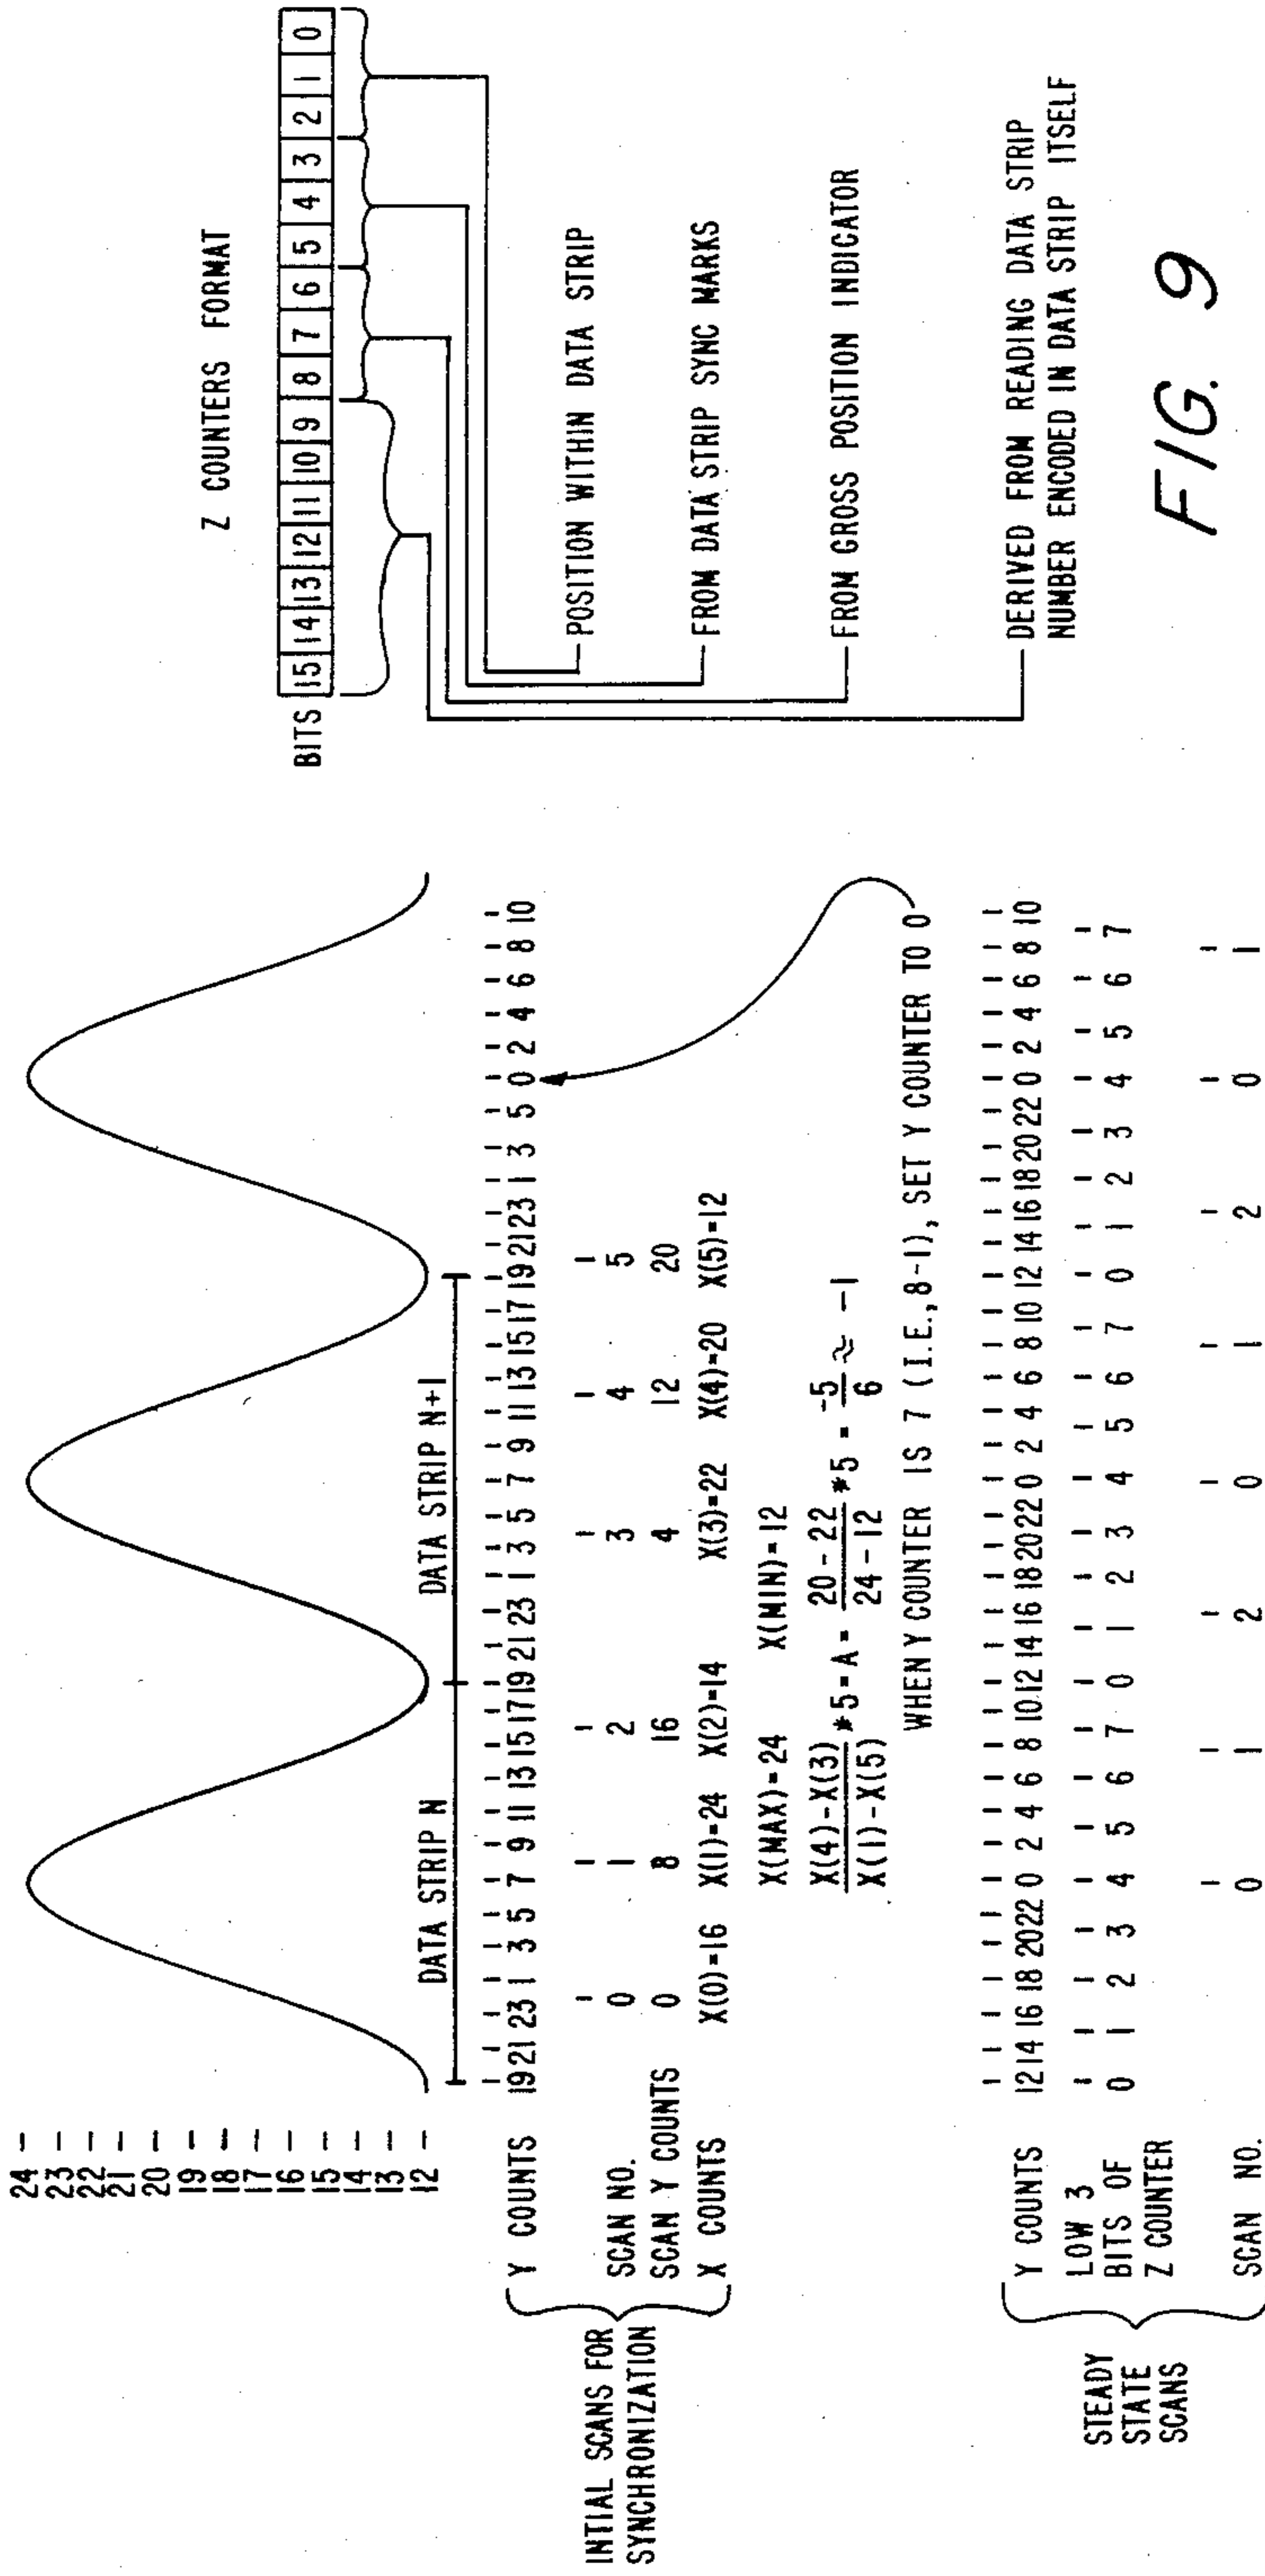 24
23
22
21
20
19
18
17
16
15
14
13
12
DATA STRIP N DATA STRIP N+1
INTIAL SCANS FOR
SYNCHRONIZATION
Y COUNTS 19 21 23 1 3 5 7 9 11 13 15 17 19 21 23 1 3 5 7 9 11 13 15 17 19 21 23 1 3 5 0 2 4 6 8 10
SCAN NO. 0 1 2 3 4 5
SCAN Y COUNTS 0 8 16 4 12 20
X COUNTS X(0)=16 X(1)=24 X(2)=14 X(3)=22 X(4)=20 X(5)=12
X(MAX)=24 X(MIN)=12
X(4)-X(3) / X(1)-X(5) *5=A= 20-22 / 24-12 *5= -5 / 6 ≈ -1
WHEN Y COUNTER IS 7 (I.E.,8-1), SET Y COUNTER TO 0
STEADY
STATE
SCANS
Y COUNTS 12 14 16 18 20 22 0 2 4 6 8 10 12 14 16 18 20 22 0 2 4 6 8 10 12 14 16 18 20 22 0 2 4 6 8 10
LOW 3
BITS OF
Z COUNTER
0 1 2 3 4 5 6 7 0 1 2 3 4 5 6 7 0 1 2 3 4 5 6 7
SCAN NO. 0 1 2 0 1 2 0 1
Z COUNTERS FORMAT
BITS 15 14 13 12 11 10 9 8 7 6 5 4 3 2 1 0
POSITION WITHIN DATA STRIP
FROM DATA STRIP SYNC MARKS
FROM GROSS POSITION INDICATOR
DERIVED FROM READING DATA STRIP
NUMBER ENCODED IN DATA STRIP ITSELF
FIG. 9